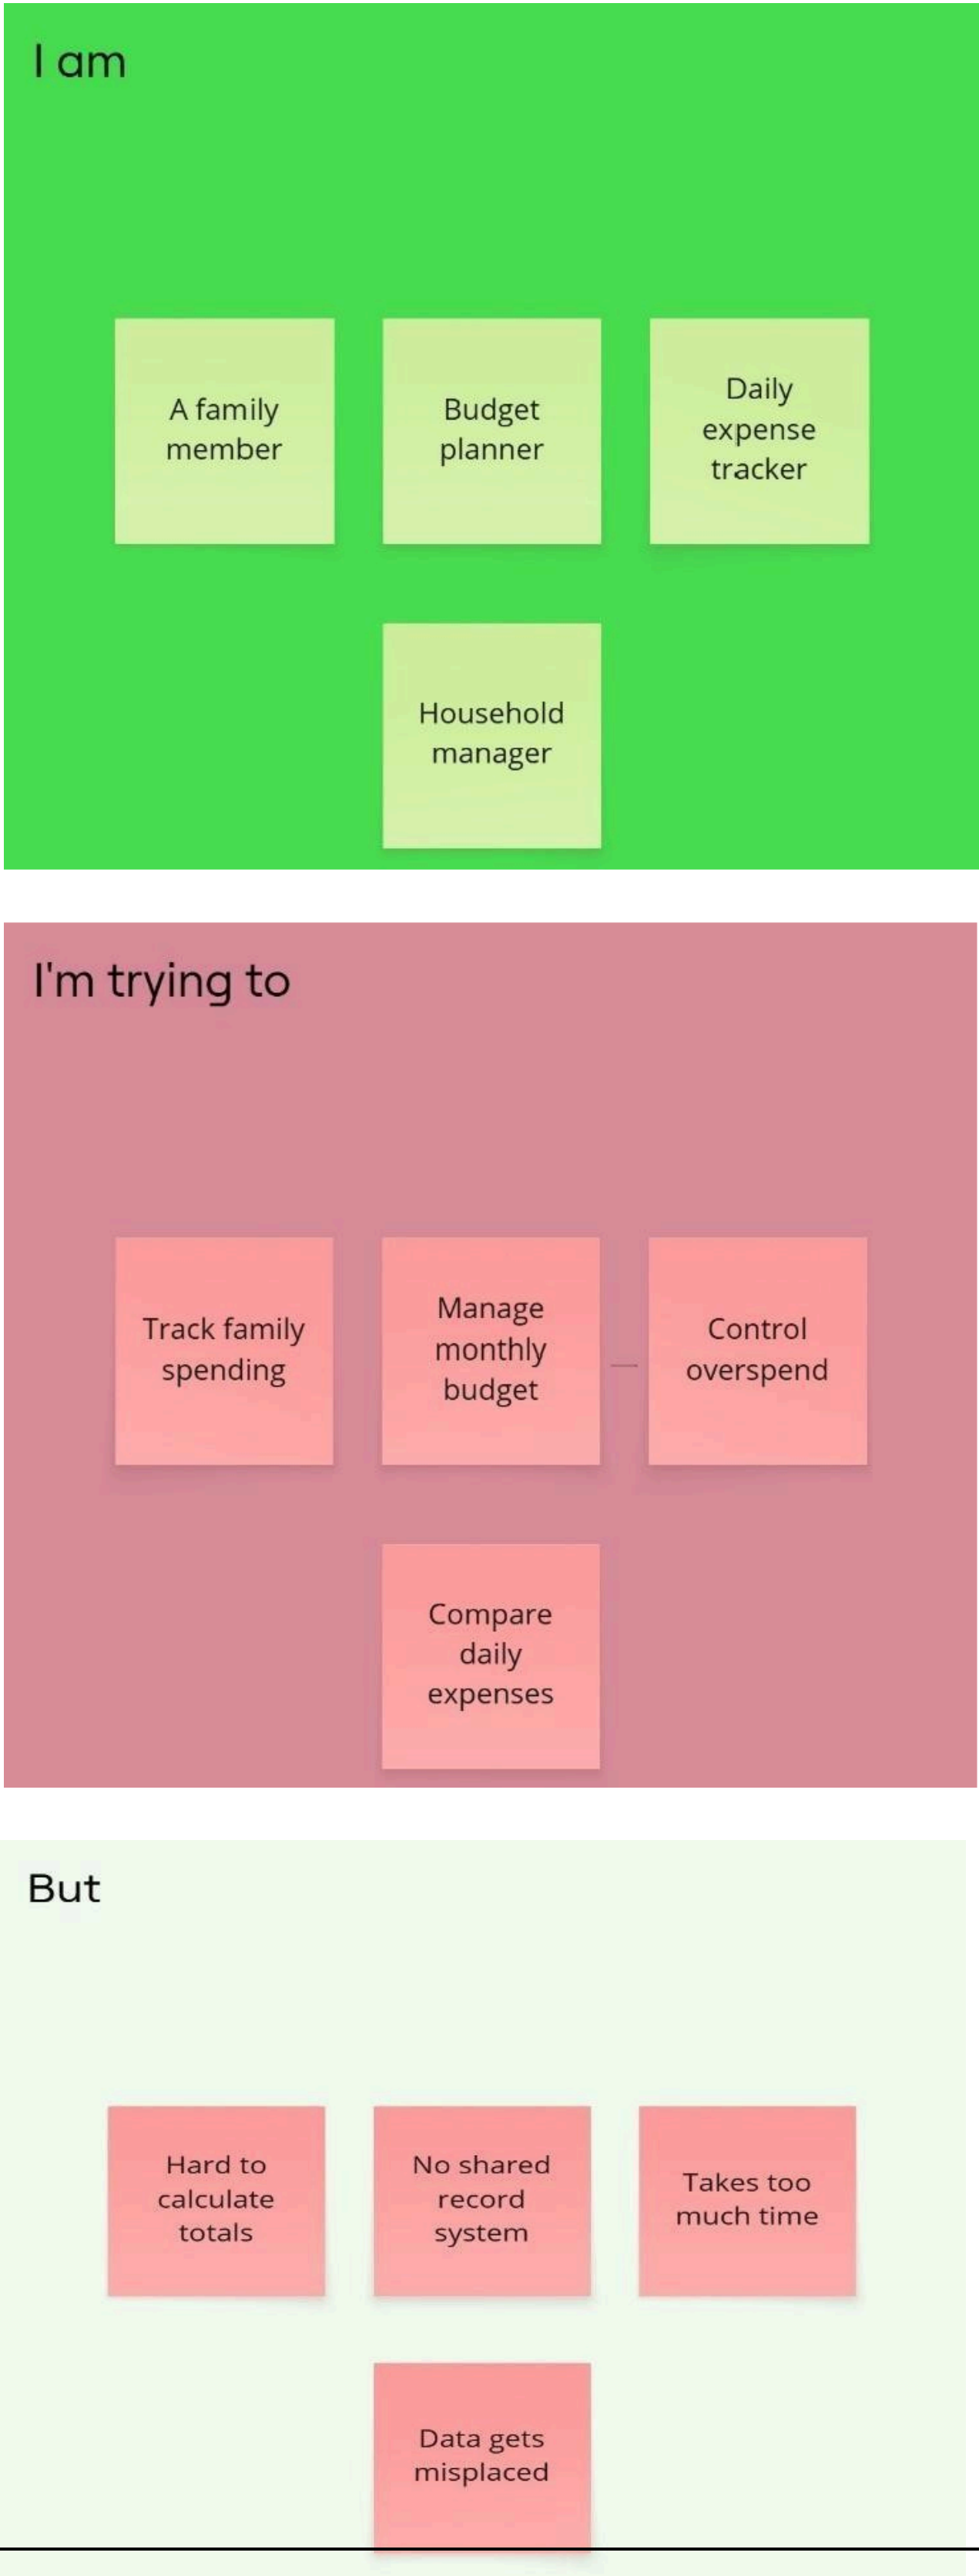 I am
A family
member
Budget
planner
Daily
expense
tracker
Household
manager
I'm trying to
Track family
spending
Manage
monthly
budget
Control
overspend
Compare
daily
expenses
But
Hard to
calculate
totals
No shared
record
system
Takes too
much time
Data gets
misplaced